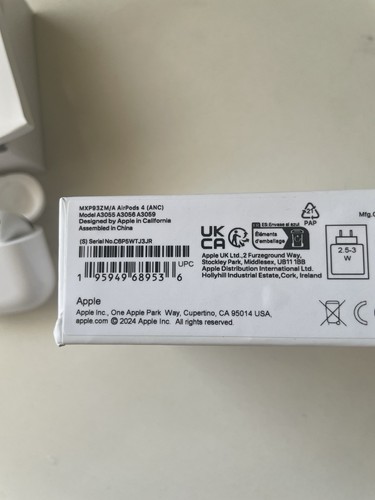 MXP93ZM/A AirPods 4 (ANC)
Model A3055 A3056 A3059
Designed by Apple in California
Assembled in China
(S) Serial No.C6P5WTJ3JR
UPC
1 95949 68953 6
Apple
Apple Inc., One Apple Park Way, Cupertino, CA 95014 USA.
apple.com © 2024 Apple Inc. All rights reserved.
UK
CA
Éléments
d'emballage
21
PAP
Apple UK Ltd., 2 Furzeground Way,
Stockley Park, Middlesex, UB11 1BB
Apple Distribution International Ltd.
Hollyhill Industrial Estate, Cork, Ireland
Mfg.
2.5-3
W